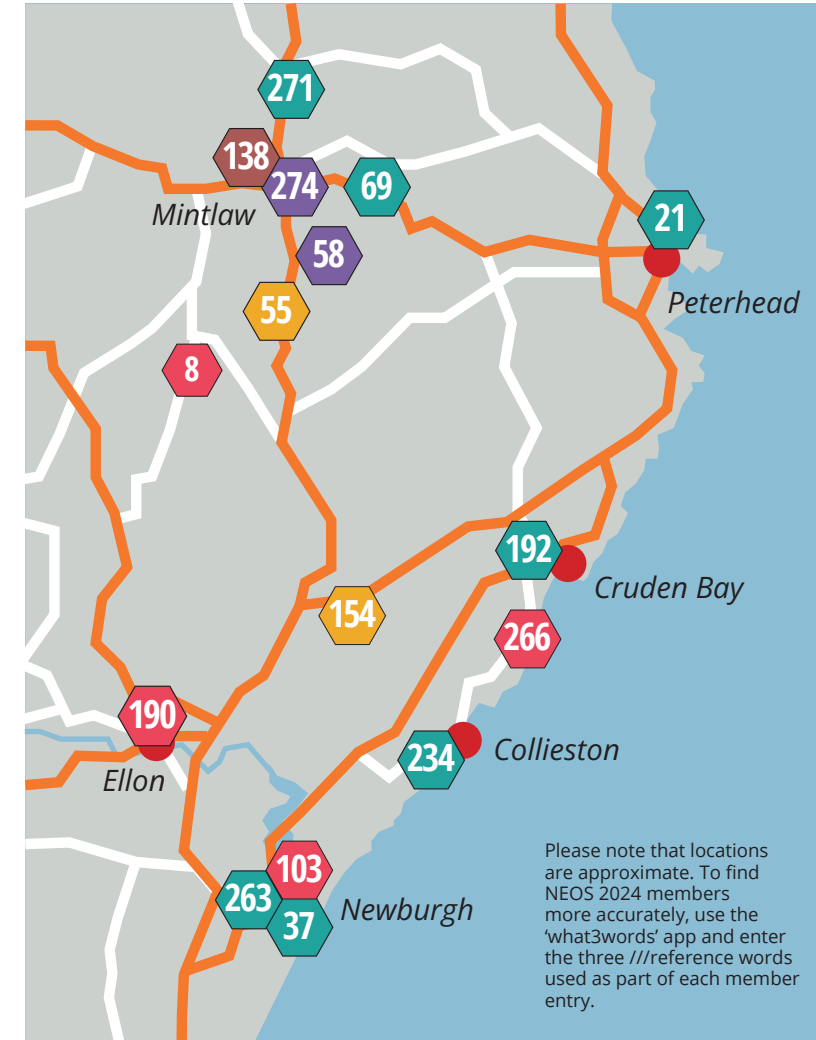 271
138
274
69
Mintlaw
21
58
Peterhead
55
8
192
Cruden Bay
154
266
190
Collieston
234
Ellon
103
263
Newburgh
37
Please note that locations
are approximate. To find
NEOS 2024 members
more accurately, use the
‘what3words’ app and enter
the three ///reference words
used as part of each member
entry.